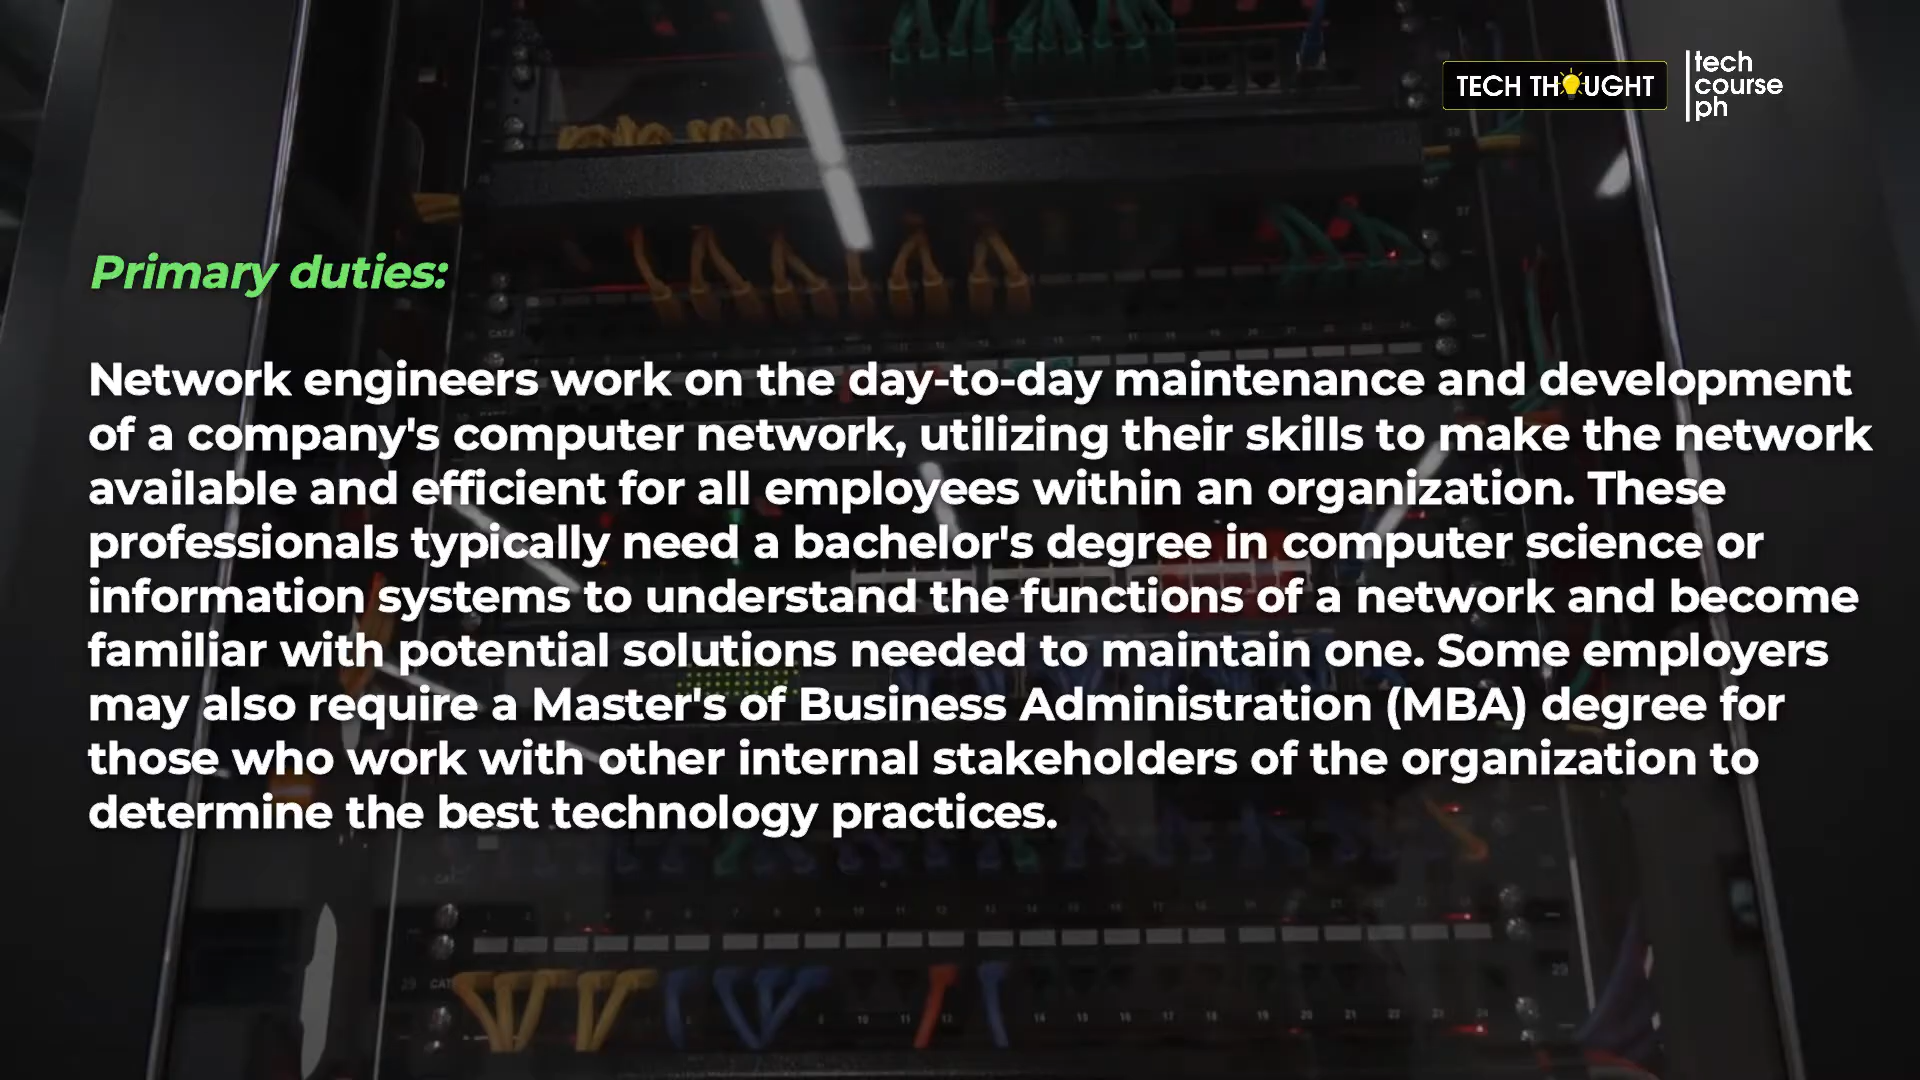 TECH THOUGHT
tech
course
ph
Primary duties:
Network engineers work on the day-to-day maintenance and development
of a company's computer network, utilizing their skills to make the network
available and efficient for all employees within an organization. These
professionals typically need a bachelor's degree in computer science or
information systems to understand the functions of a network and become
familiar with potential solutions needed to maintain one. Some employers
may also require a Master's of Business Administration (MBA) degree for
those who work with other internal stakeholders of the organization to
determine the best technology practices.